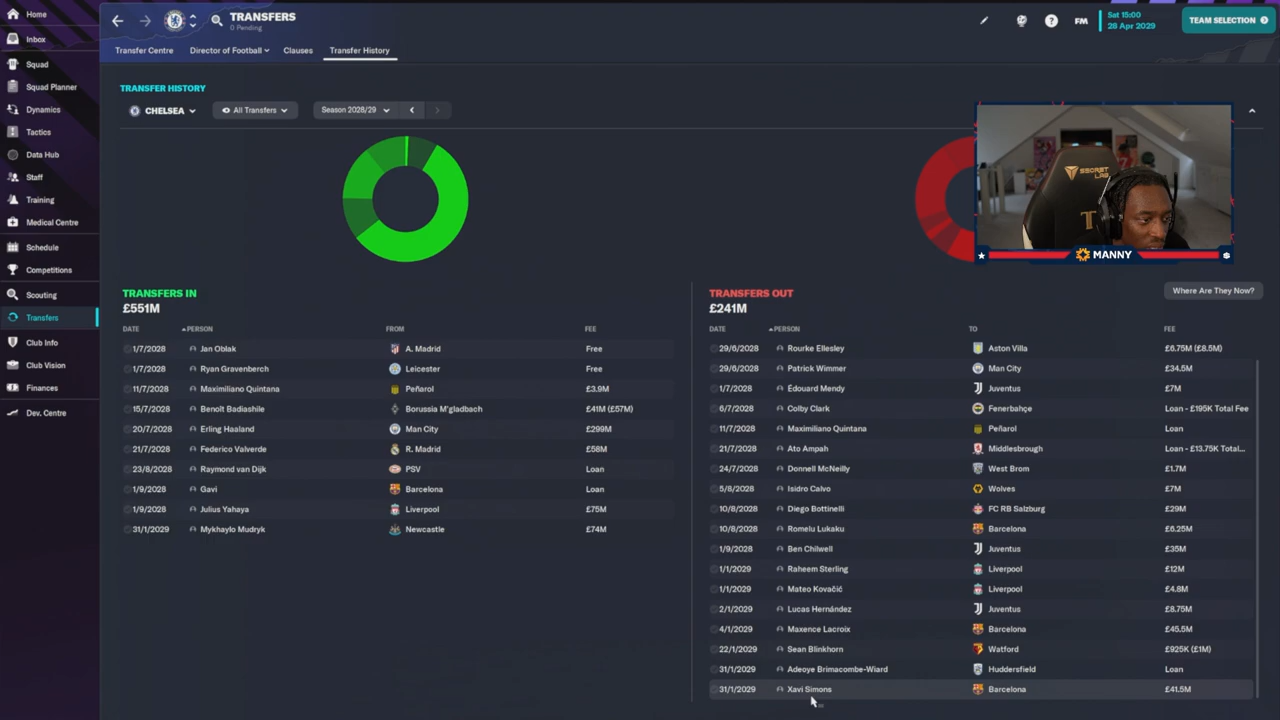 Home
TRANSFERS
0 Pending
FM
Sat 15:00
28 Apr 2029
TEAM SELECTION
Inbox
Transfer Centre
Director of Football
Clauses
Transfer History
Squad
Squad Planner
Dynamics
Tactics
Data Hub
Staff
Training
Medical Centre
Schedule
Competitions
Scouting
Transfers
Club Info
Club Vision
Finances
Dev. Centre
TRANSFER HISTORY
CHELSEA
All Transfers
Season 2028/29
SECRETLAB
MANNY
TRANSFERS IN
£551M
DATE PERSON FROM FEE
1/7/2028 Jan Oblak A. Madrid Free
1/7/2028 Ryan Gravenberch Leicester Free
11/7/2028 Maximiliano Quintana Peñarol £3.9M
15/7/2028 Benoît Badiashile Borussia M'gladbach £41M (£57M)
20/7/2028 Erling Haaland Man City £299M
21/7/2028 Federico Valverde R. Madrid £58M
23/8/2028 Raymond van Dijk PSV Loan
1/9/2028 Gavi Barcelona Loan
1/9/2028 Julius Yahaya Liverpool £75M
31/1/2029 Mykhaylo Mudryk Newcastle £74M
TRANSFERS OUT
£241M
Where Are They Now?
DATE PERSON TO FEE
29/6/2028 Rourke Ellesley Aston Villa £6.75M (£8.5M)
29/6/2028 Patrick Wimmer Man City £34.5M
1/7/2028 Édouard Mendy Juventus £7M
6/7/2028 Colby Clark Fenerbahçe Loan - £195K Total Fee
11/7/2028 Maximiliano Quintana Peñarol Loan
21/7/2028 Ato Ampah Middlesbrough Loan - £13.75K Total...
24/7/2028 Donnell McNeilly West Brom £1.7M
5/8/2028 Isidro Calvo Wolves £7M
10/8/2028 Diego Bottinelli FC RB Salzburg £29M
10/8/2028 Romelu Lukaku Barcelona £6.25M
1/9/2028 Ben Chilwell Juventus £35M
1/1/2029 Raheem Sterling Liverpool £12M
1/1/2029 Mateo Kovačić Liverpool £4.8M
2/1/2029 Lucas Hernández Juventus £8.75M
4/1/2029 Maxence Lacroix Barcelona £45.5M
22/1/2029 Sean Blinkhorn Watford £925K (£1M)
31/1/2029 Adeoye Brimacombe-Wiard Huddersfield Loan
31/1/2029 Xavi Simons Barcelona £41.5M